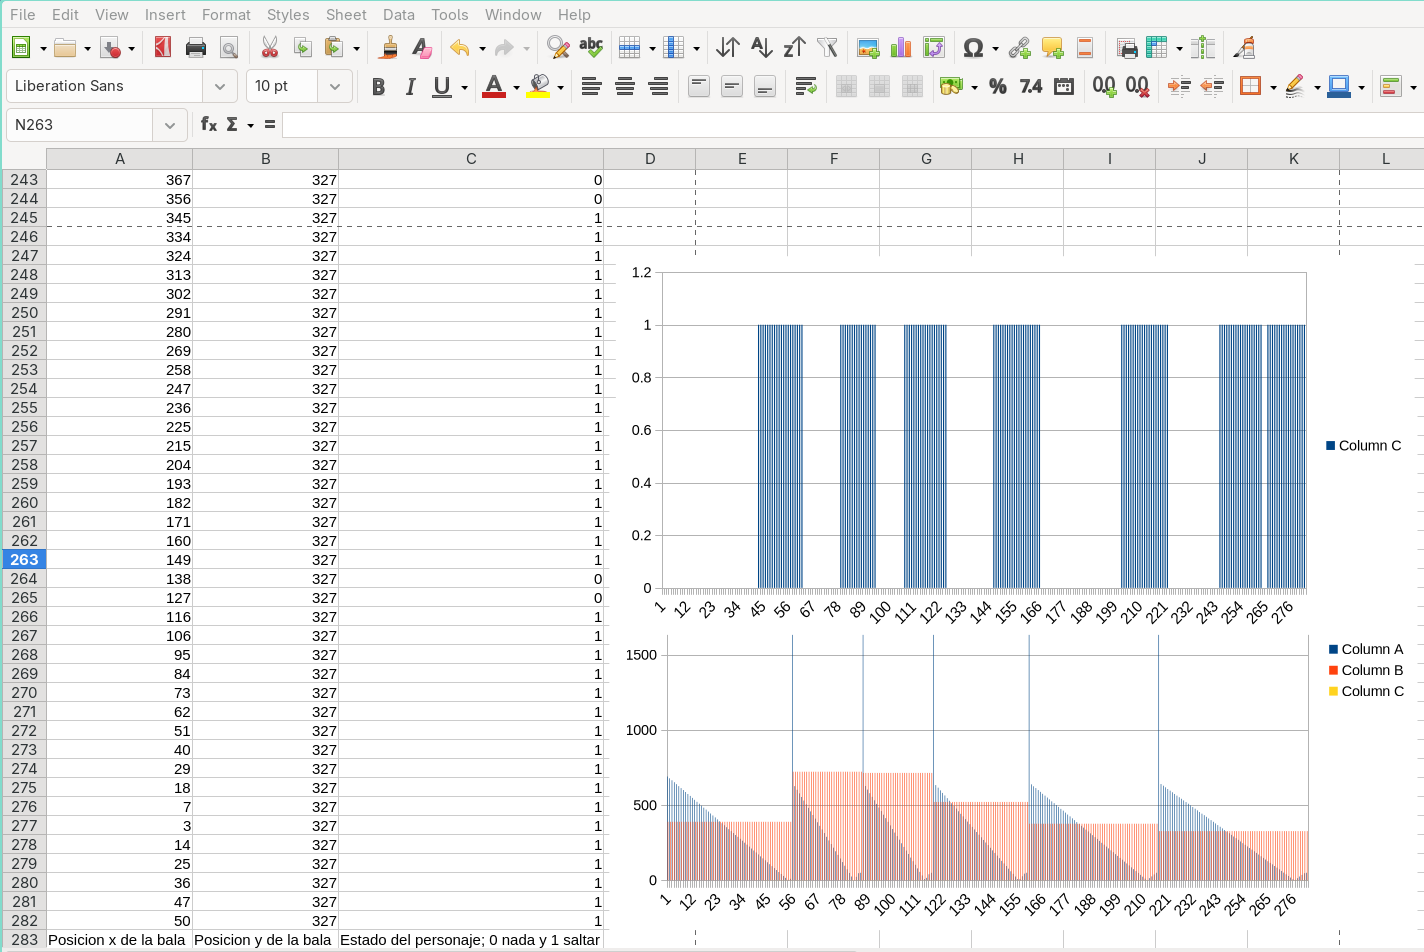 File Edit View Insert Format Styles Sheet Data Tools Window Help
Liberation Sans 10 pt B I U A % 7.4
N263 fx Σ =
A B C D E F G H I J K L
243 367 327 0
244 356 327 0
245 345 327 1
246 334 327 1
247 324 327 1
248 313 327 1
249 302 327 1
250 291 327 1
251 280 327 1
252 269 327 1
253 258 327 1
254 247 327 1
255 236 327 1
256 225 327 1
257 215 327 1
258 204 327 1
259 193 327 1
260 182 327 1
261 171 327 1
262 160 327 1
263 149 327 1
264 138 327 0
265 127 327 0
266 116 327 1
267 106 327 1
268 95 327 1
269 84 327 1
270 73 327 1
271 62 327 1
272 51 327 1
273 40 327 1
274 29 327 1
275 18 327 1
276 7 327 1
277 3 327 1
278 14 327 1
279 25 327 1
280 36 327 1
281 47 327 1
282 50 327 1
283 Posicion x de la bala Posicion y de la bala Estado del personaje; 0 nada y 1 saltar
1.2
1
0.8
0.6
0.4
0.2
0
1 12 23 34 45 56 67 78 89 100 111 122 133 144 155 166 177 188 199 210 221 232 243 254 265 276
Column C
1500
1000
500
0
1 12 23 34 45 56 67 78 89 100 111 122 133 144 155 166 177 188 199 210 221 232 243 254 265 276
Column A
Column B
Column C